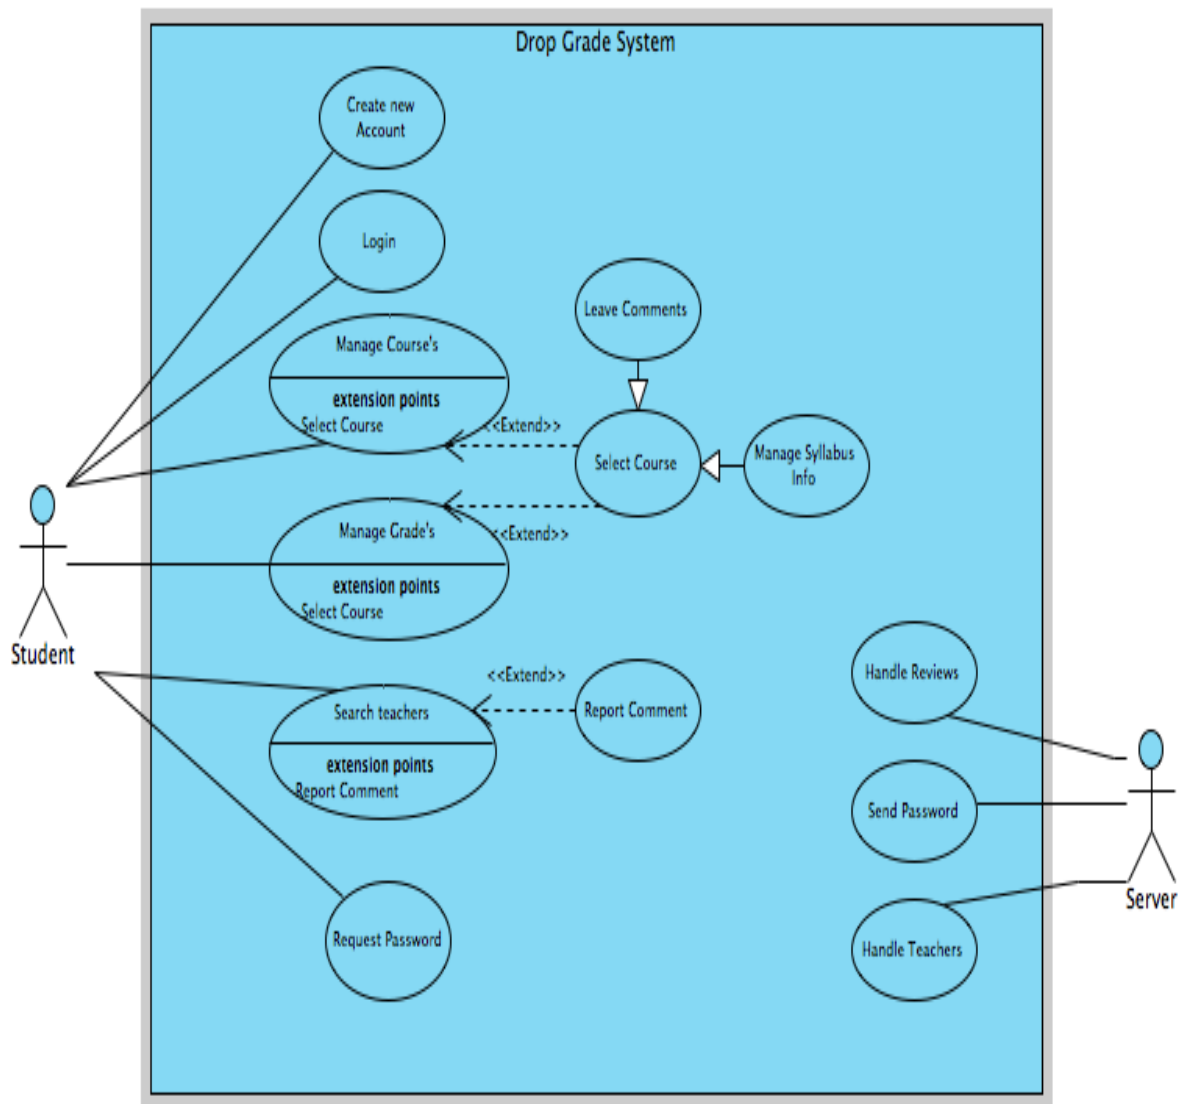 Drop Grade System
Create new
Account
Login
Leave Comments
Manage Course's
extension points
Select Course
<<Extend>>
Select Course
Manage Syllabus
Info
Manage Grade's
<<Extend>>
extension points
Select Course
Student
<<Extend>>
Search teachers
Report Comment
extension points
Report Comment
Handle Reviews
Send Password
Server
Request Password
Handle Teachers